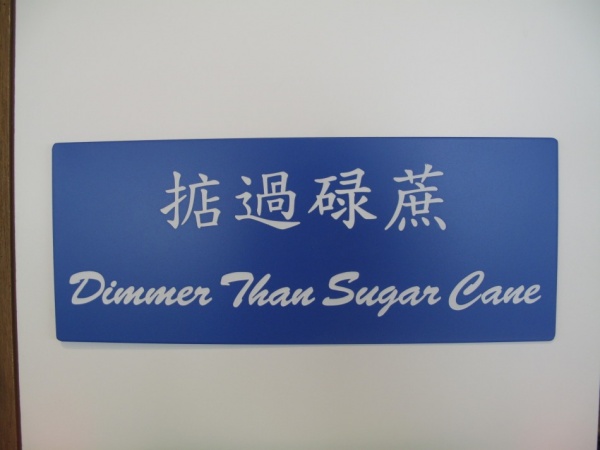 掂過碌蔗
Dimmer Than Sugar Cane